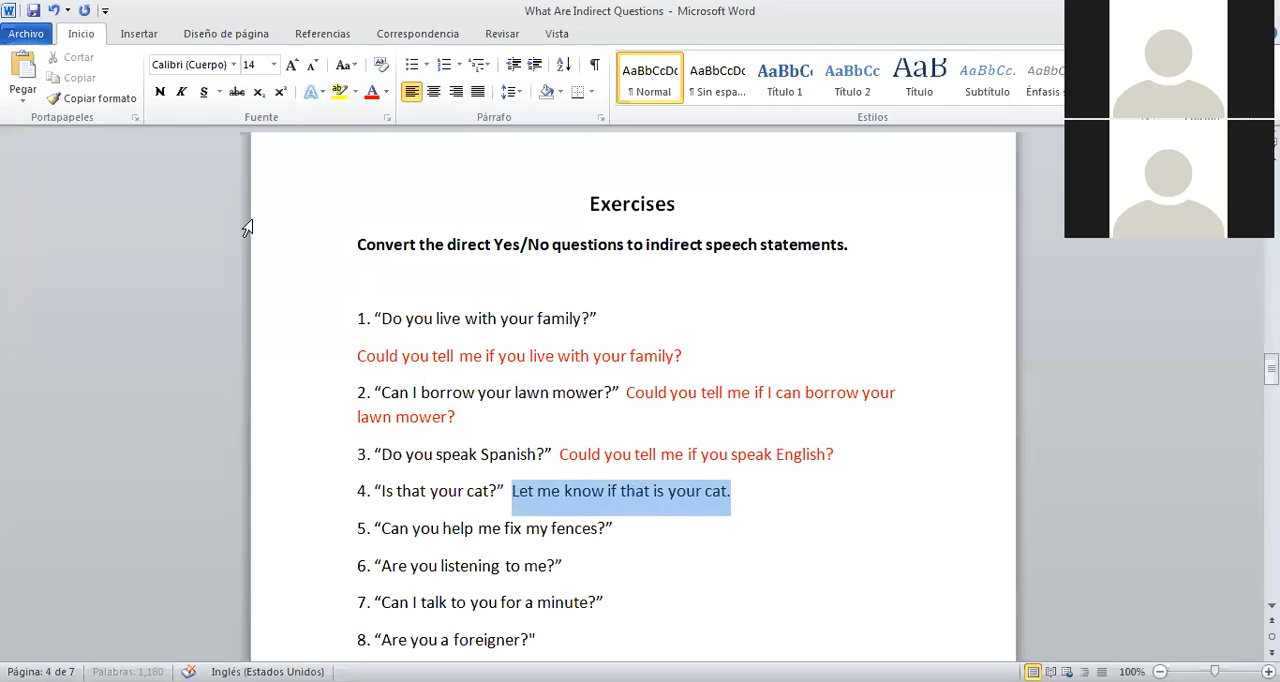 What Are Indirect Questions - Microsoft Word
Archivo Inicio Insertar Diseño de página Referencias Correspondencia Revisar Vista
Pegar
Cortar
Copiar
Copiar formato
Portapapeles
Calibri (Cuerpo) 14
N K S abc x₂ x²
Aa
A
Fuente
Párrafo
AaBbCcDc AaBbCcDc AaBbC AaBbCc AaB AaBbCc. AaBbCc
¶ Normal ¶ Sin espa... Título 1 Título 2 Título Subtítulo Énfasis
Estilos
Exercises
Convert the direct Yes/No questions to indirect speech statements.
1. “Do you live with your family?”
Could you tell me if you live with your family?
2. “Can I borrow your lawn mower?” Could you tell me if I can borrow your
lawn mower?
3. “Do you speak Spanish?” Could you tell me if you speak English?
4. “Is that your cat?” Let me know if that is your cat.
5. “Can you help me fix my fences?”
6. “Are you listening to me?”
7. “Can I talk to you for a minute?”
8. “Are you a foreigner?"
Página: 4 de 7 Palabras: 1,180 Inglés (Estados Unidos) 100%